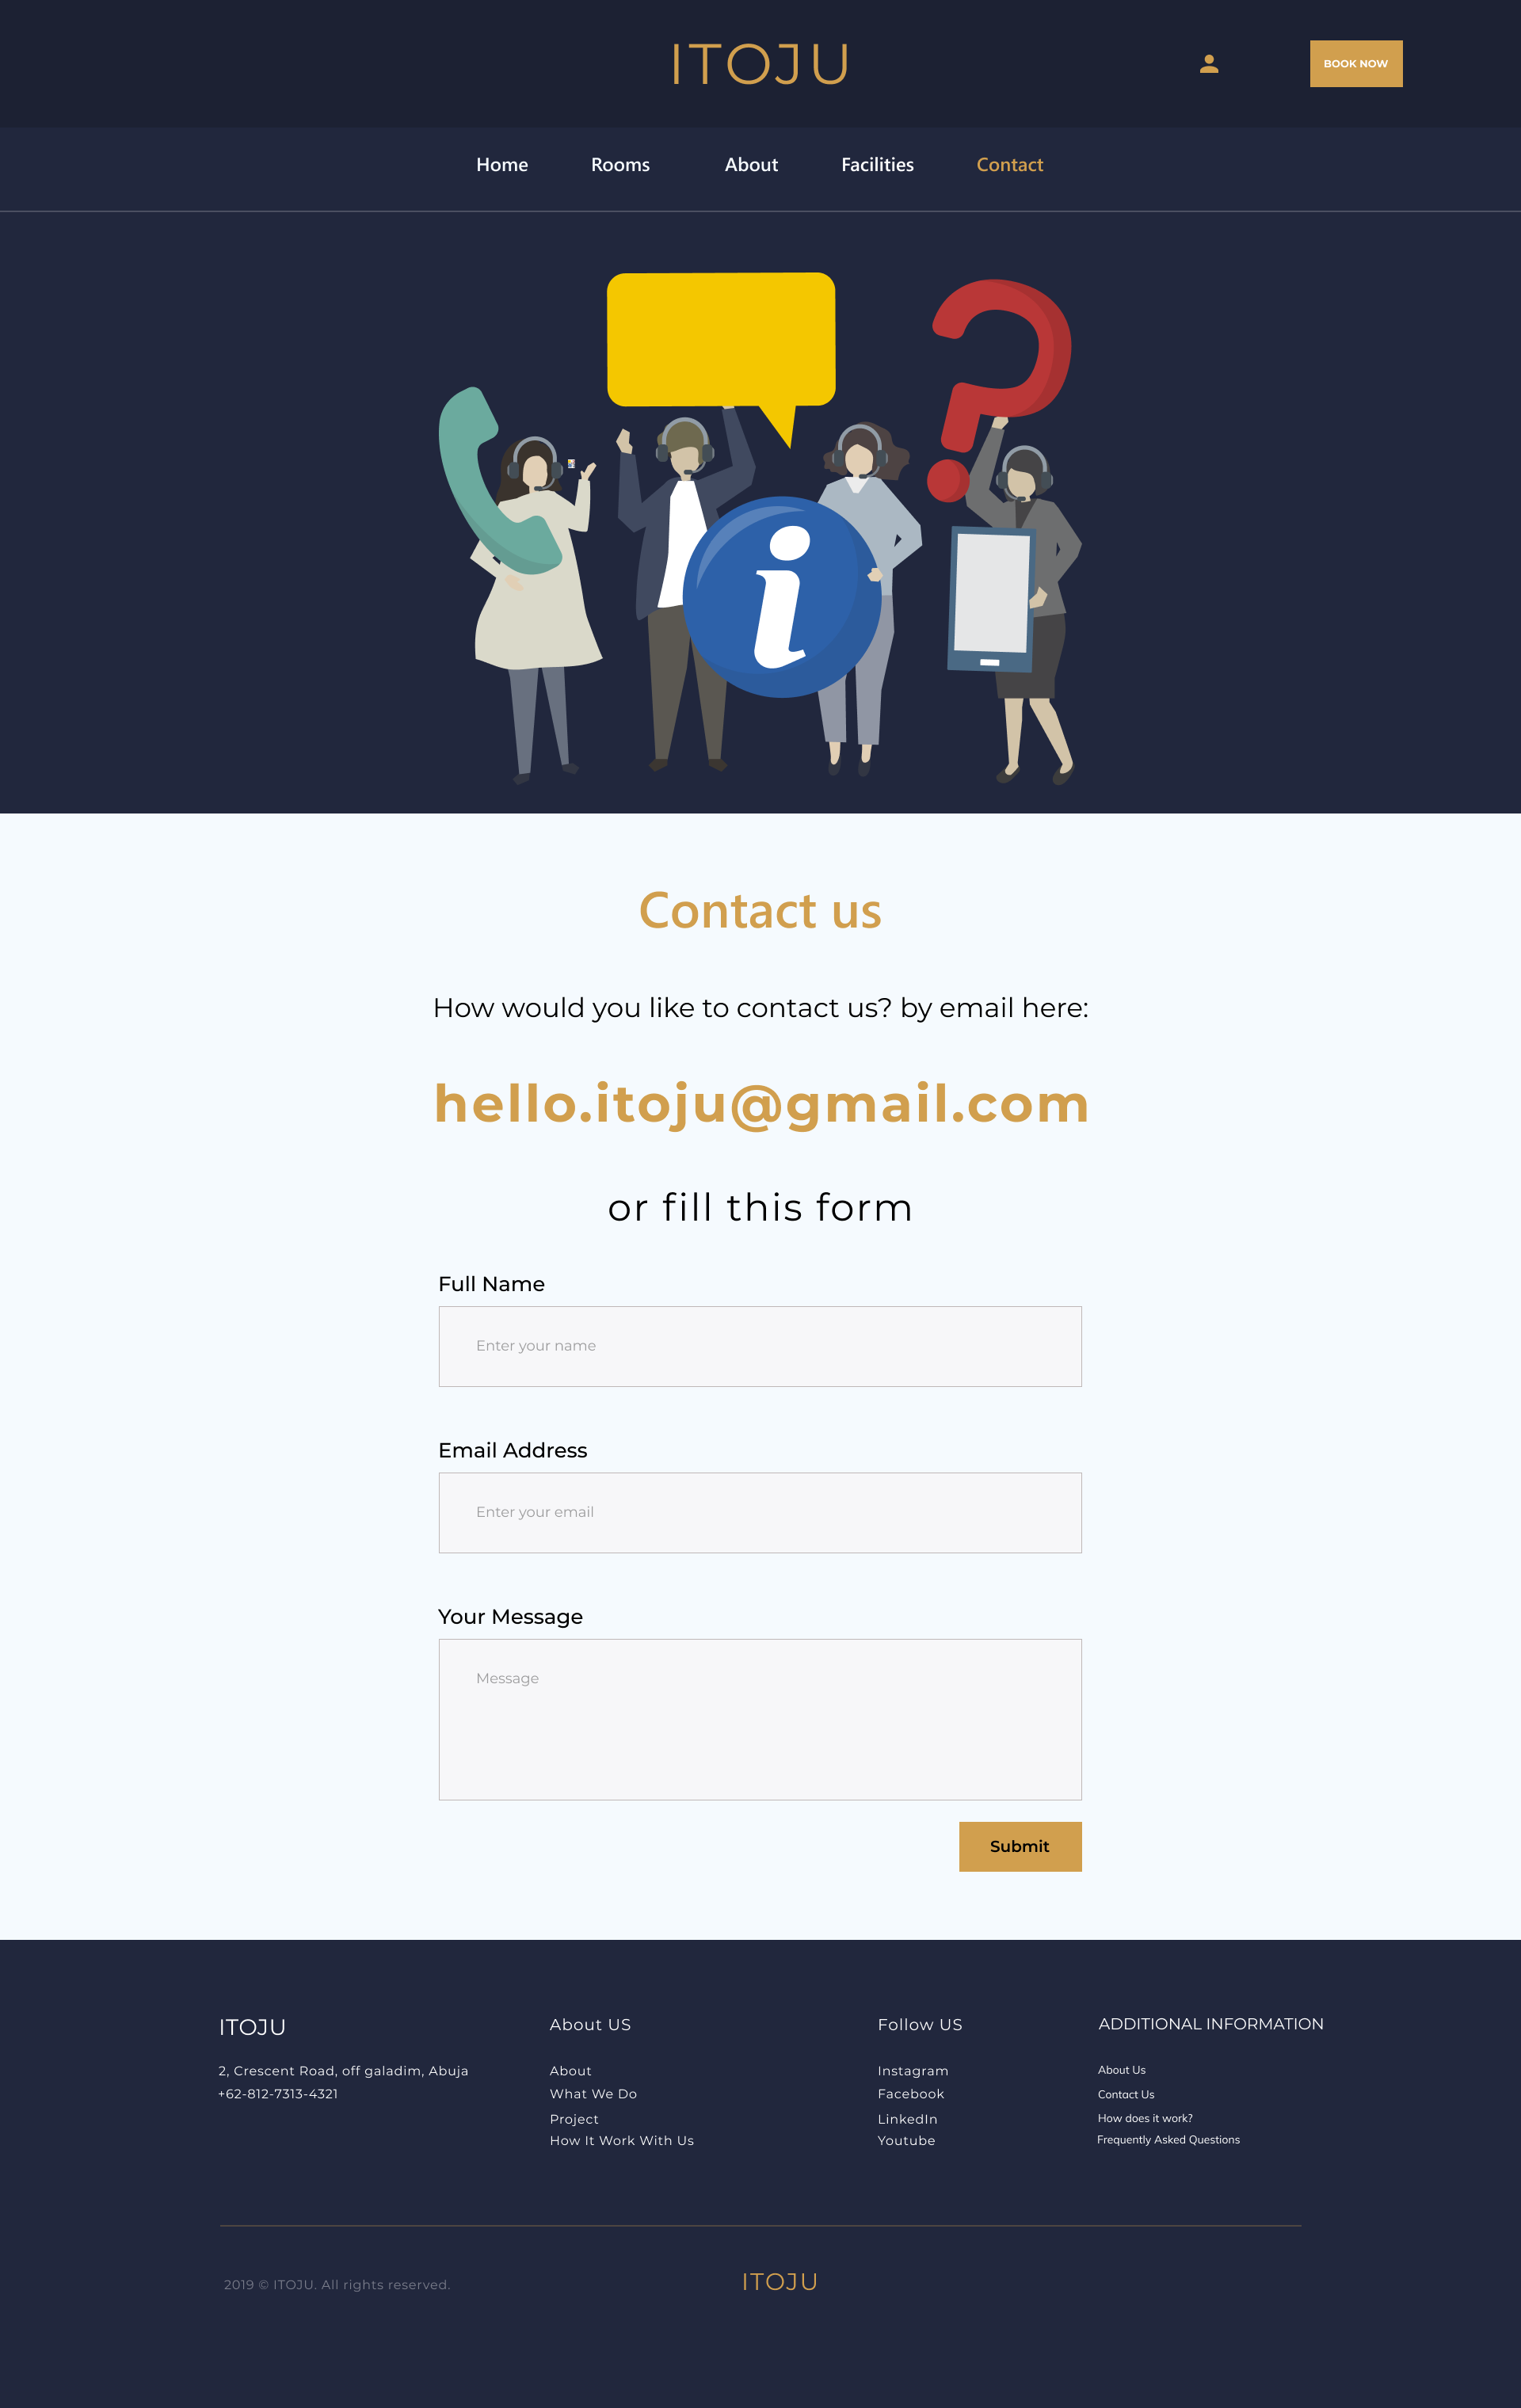 ITOJU
BOOK NOW
Home Rooms About Facilities Contact
i
Contact us
How would you like to contact us? by email here:
hello.itoju@gmail.com
or fill this form
Full Name
Enter your name
Email Address
Enter your email
Your Message
Message
Submit
ITOJU
2, Crescent Road, off galadim, Abuja
+62-812-7313-4321
About US
About
What We Do
Project
How It Work With Us
Follow US
Instagram
Facebook
LinkedIn
Youtube
ADDITIONAL INFORMATION
About Us
Contact Us
How does it work?
Frequently Asked Questions
2019 © ITOJU. All rights reserved.
ITOJU